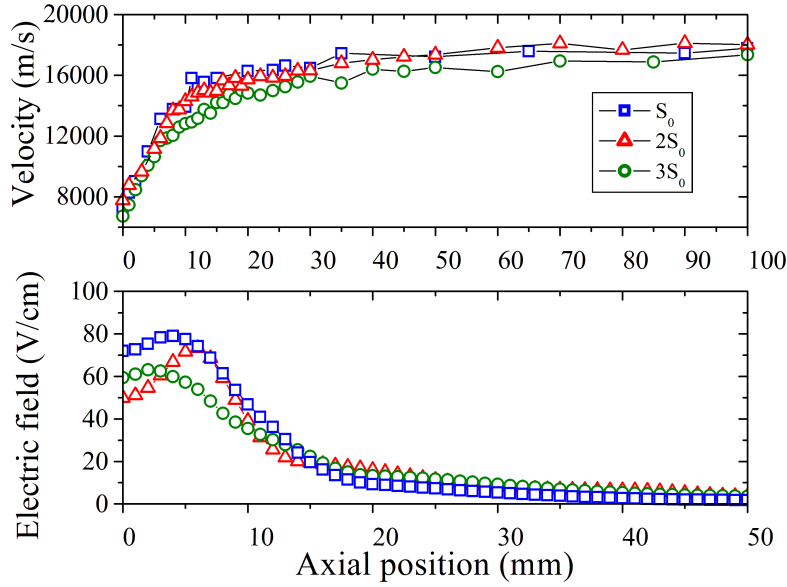 Velocity (m/s)
20000
16000
12000
8000
S₀
2S₀
3S₀
0 10 20 30 40 50 60 70 80 90 100
Electric field (V/cm)
100
80
60
40
20
0
0 10 20 30 40 50
Axial position (mm)